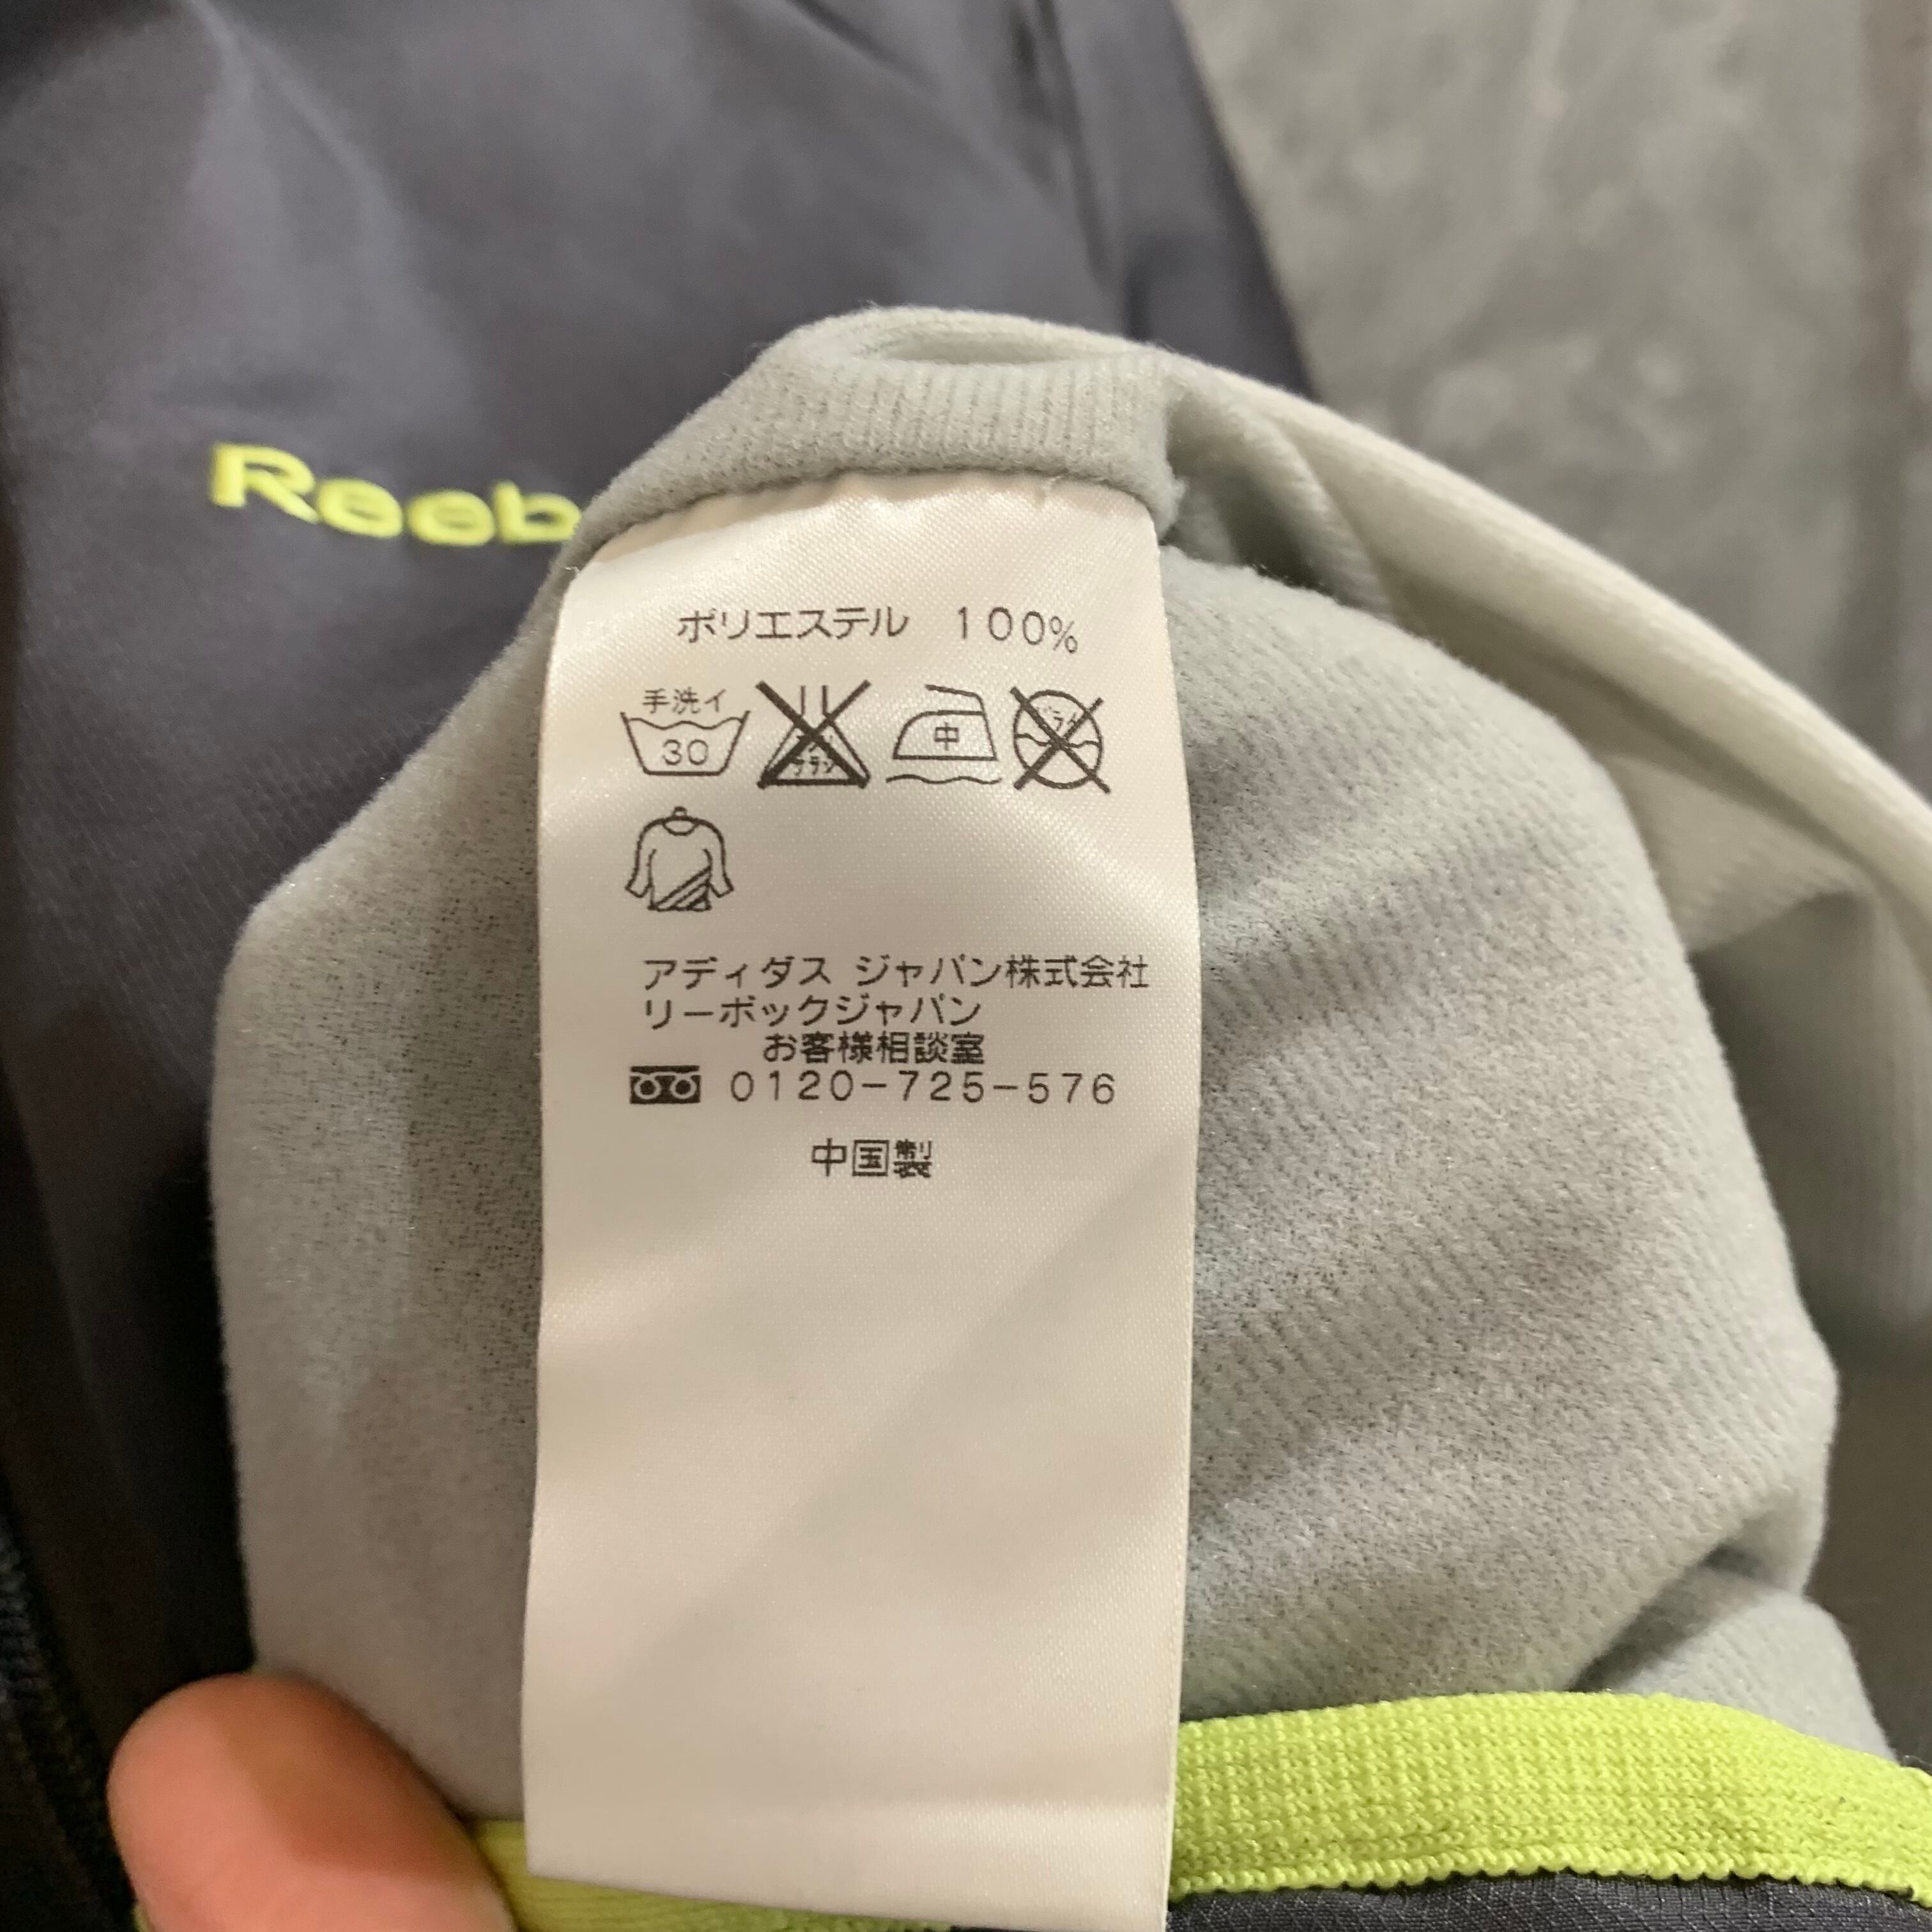 Reeb
ポリエステル 100%
手洗イ
30
中
アディダス ジャパン株式会社
リーボックジャパン
お客様相談室
0120-725-576
中国製